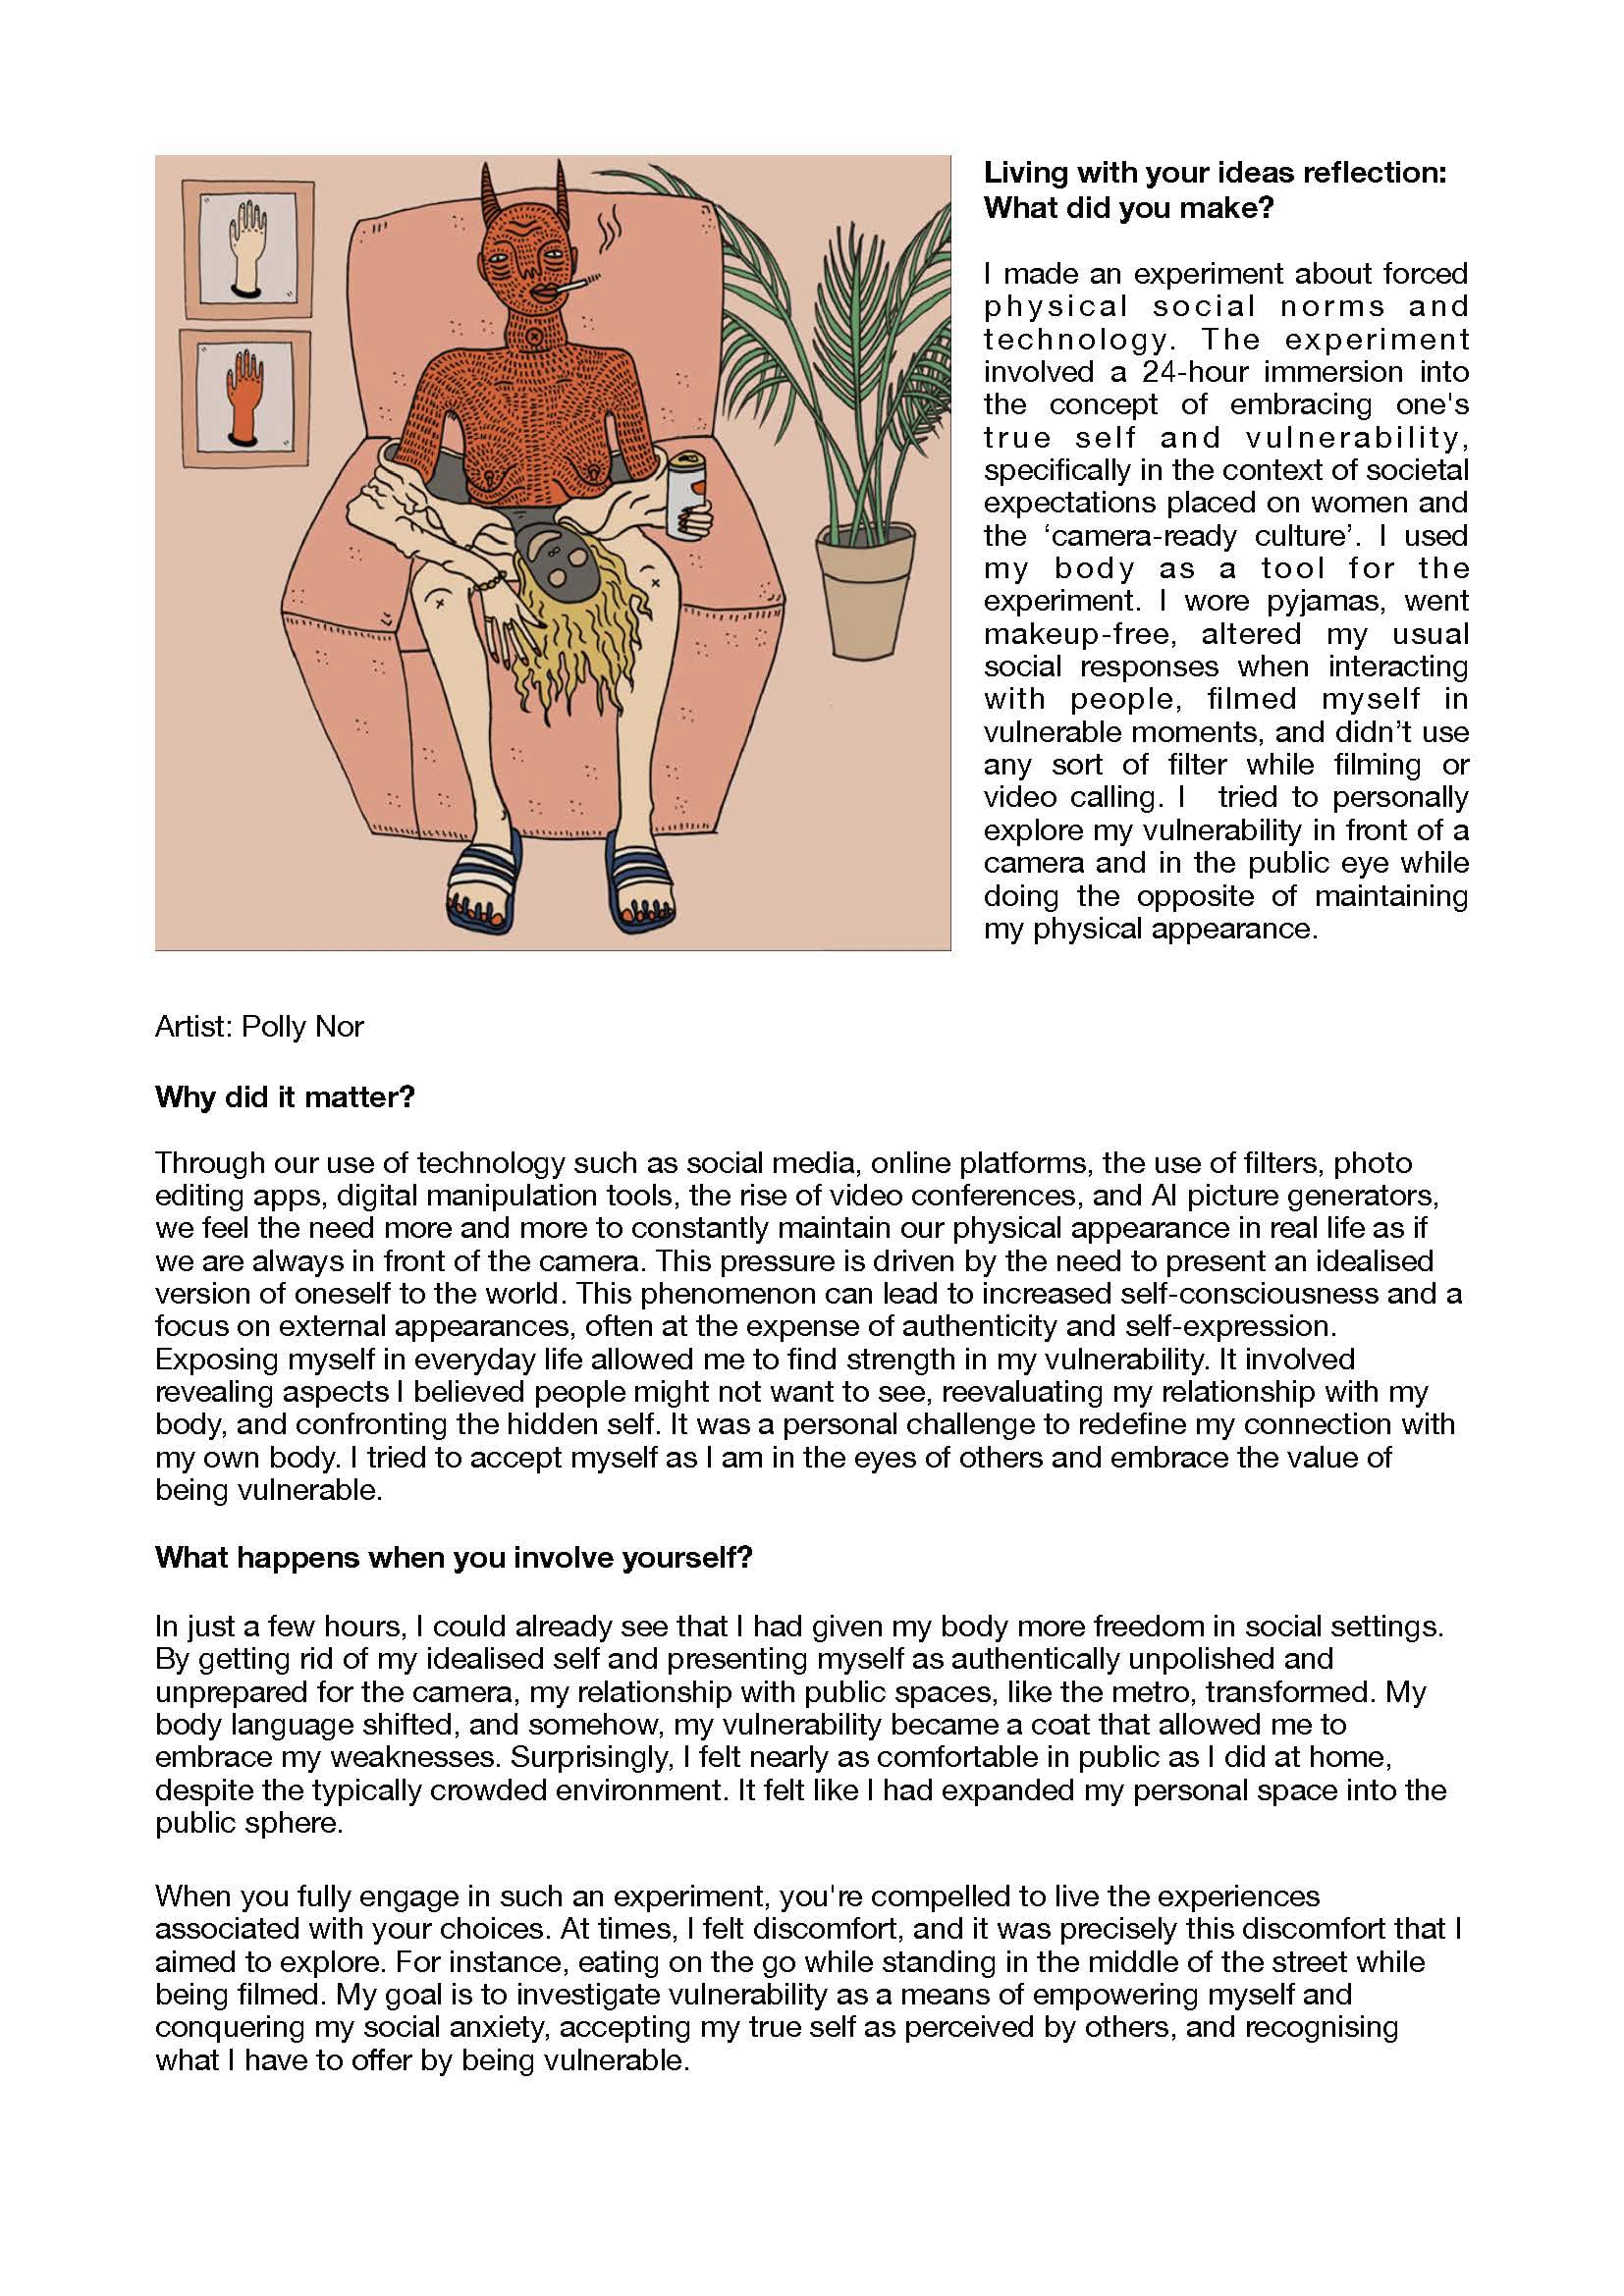 Living with your ideas reflection:
What did you make?
I made an experiment about forced
physical social norms and
technology. The experiment
involved a 24-hour immersion into
the concept of embracing one's
true self and vulnerability,
specifically in the context of societal
expectations placed on women and
the ‘camera-ready culture’. I used
my body as a tool for the
experiment. I wore pyjamas, went
makeup-free, altered my usual
social responses when interacting
with people, filmed myself in
vulnerable moments, and didn’t use
any sort of filter while filming or
video calling. I tried to personally
explore my vulnerability in front of a
camera and in the public eye while
doing the opposite of maintaining
my physical appearance.
Artist: Polly Nor
Why did it matter?
Through our use of technology such as social media, online platforms, the use of filters, photo
editing apps, digital manipulation tools, the rise of video conferences, and AI picture generators,
we feel the need more and more to constantly maintain our physical appearance in real life as if
we are always in front of the camera. This pressure is driven by the need to present an idealised
version of oneself to the world. This phenomenon can lead to increased self-consciousness and a
focus on external appearances, often at the expense of authenticity and self-expression.
Exposing myself in everyday life allowed me to find strength in my vulnerability. It involved
revealing aspects I believed people might not want to see, reevaluating my relationship with my
body, and confronting the hidden self. It was a personal challenge to redefine my connection with
my own body. I tried to accept myself as I am in the eyes of others and embrace the value of
being vulnerable.
What happens when you involve yourself?
In just a few hours, I could already see that I had given my body more freedom in social settings.
By getting rid of my idealised self and presenting myself as authentically unpolished and
unprepared for the camera, my relationship with public spaces, like the metro, transformed. My
body language shifted, and somehow, my vulnerability became a coat that allowed me to
embrace my weaknesses. Surprisingly, I felt nearly as comfortable in public as I did at home,
despite the typically crowded environment. It felt like I had expanded my personal space into the
public sphere.
When you fully engage in such an experiment, you're compelled to live the experiences
associated with your choices. At times, I felt discomfort, and it was precisely this discomfort that I
aimed to explore. For instance, eating on the go while standing in the middle of the street while
being filmed. My goal is to investigate vulnerability as a means of empowering myself and
conquering my social anxiety, accepting my true self as perceived by others, and recognising
what I have to offer by being vulnerable.